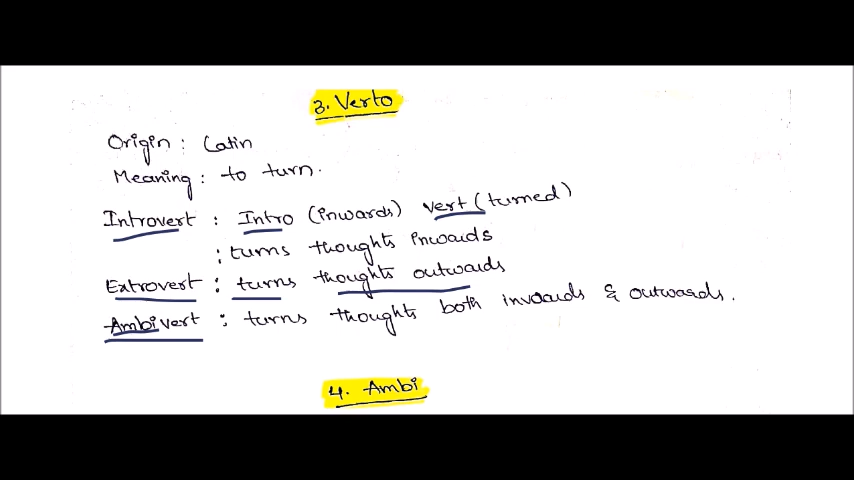 3. Verto
Origin : Latin
Meaning : to turn.
Introvert : Intro (inwards) vert (turned)
: turns thoughts inwards
Extrovert : turns thoughts outwards
Ambivert : turns thoughts both inwards & outwards.
4. Ambi